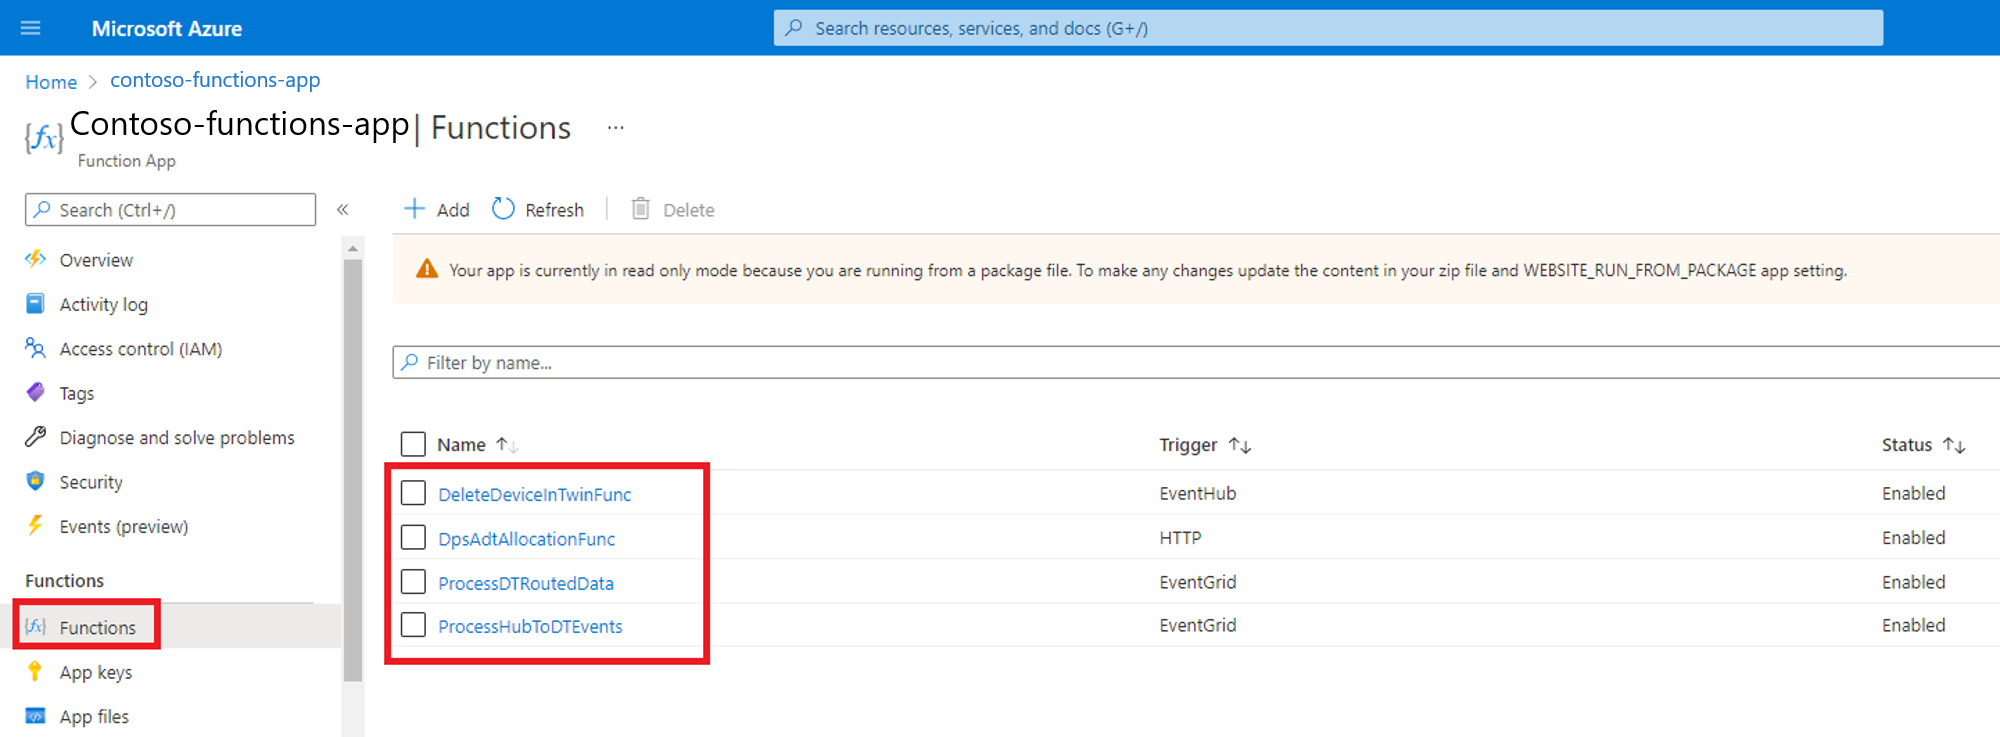 Microsoft Azure
Search resources, services, and docs (G+/)
Home > contoso-functions-app
{fx} Contoso-functions-app | Functions ...
Function App
Search (Ctrl+/) «
Add Refresh Delete
Overview
Your app is currently in read only mode because you are running from a package file. To make any changes update the content in your zip file and WEBSITE_RUN_FROM_PACKAGE app setting.
Activity log
Access control (IAM)
Filter by name...
Tags
Diagnose and solve problems
Name ↑↓ Trigger ↑↓ Status ↑↓
Security
DeleteDeviceInTwinFunc EventHub Enabled
Events (preview)
DpsAdtAllocationFunc HTTP Enabled
Functions
ProcessDTRoutedData EventGrid Enabled
{fx} Functions
ProcessHubToDTEvents EventGrid Enabled
App keys
App files